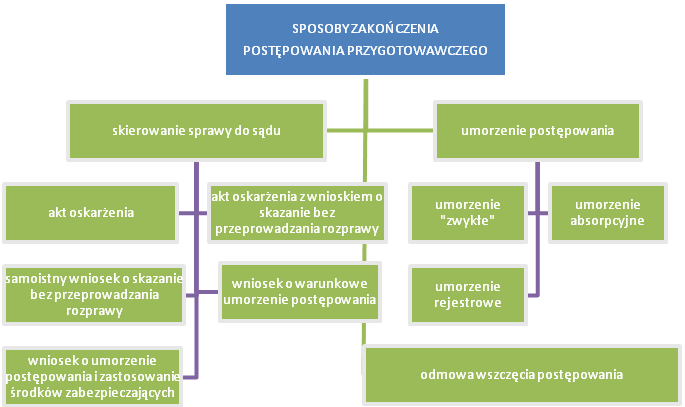 SPOSOBY ZAKOŃCZENIA
POSTĘPOWANIA PRZYGOTOWAWCZEGO
skierowanie sprawy do sądu
umorzenie postępowania
akt oskarżenia
akt oskarżenia z wnioskiem o
skazanie bez
przeprowadzania rozprawy
umorzenie
"zwykłe"
umorzenie
absorpcyjne
samoistny wniosek o skazanie
bez przeprowadzania
rozprawy
wniosek o warunkowe
umorzenie postępowania
umorzenie
rejestrowe
wniosek o umorzenie
postępowania i zastosowanie
środków zabezpieczających
odmowa wszczęcia postępowania